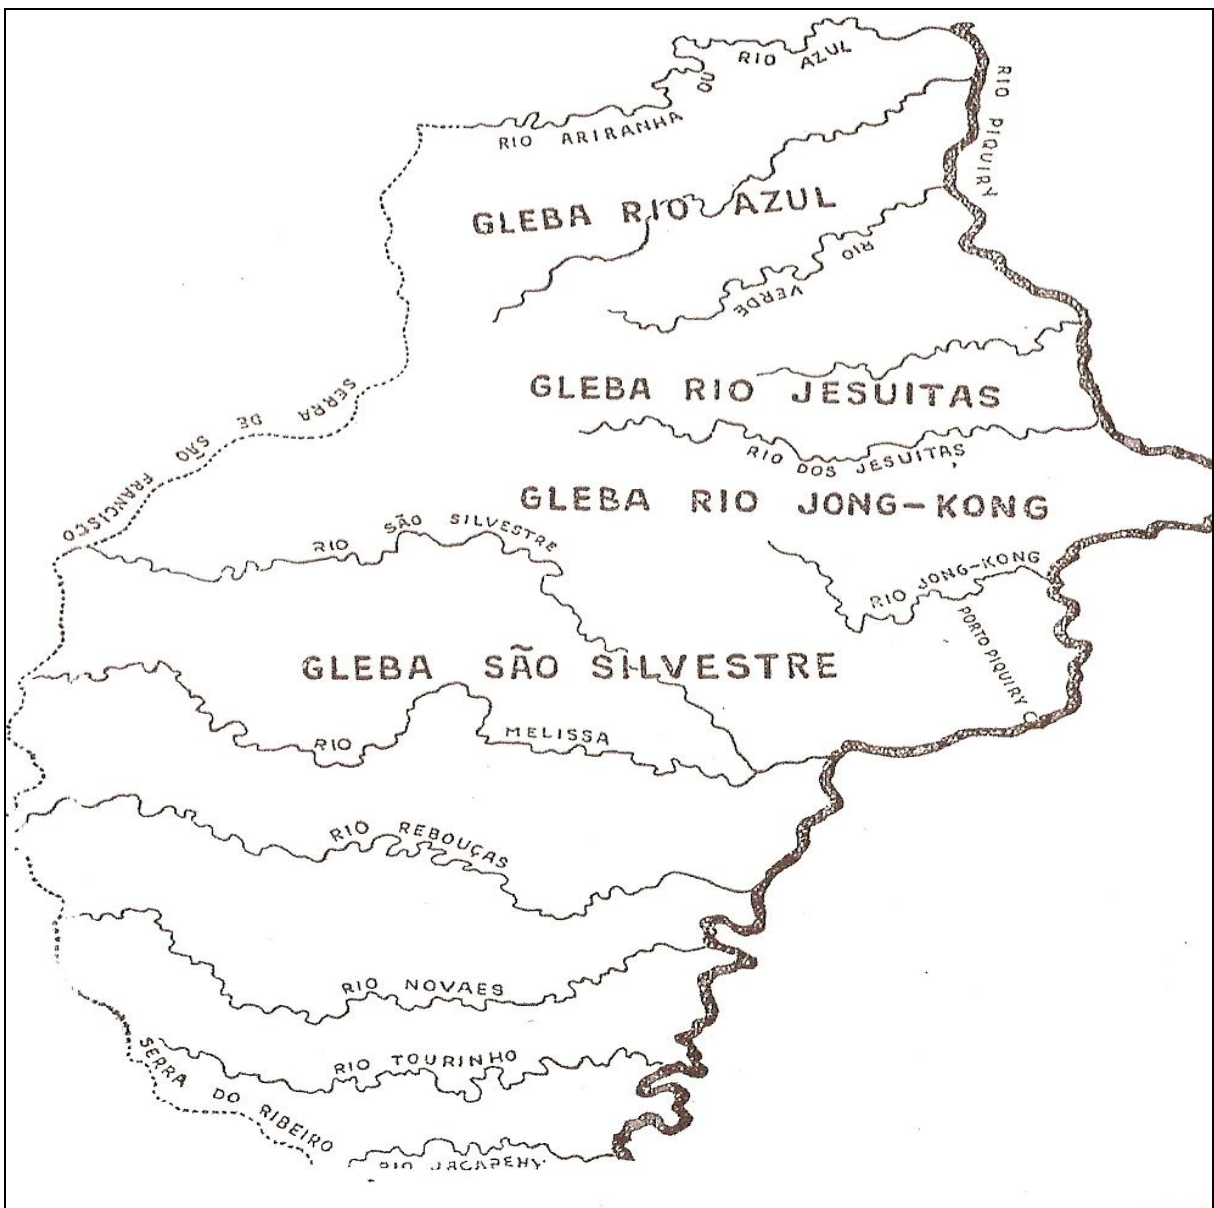 RIO AZUL
OU
RIO ARIRANHA
RIO PIQUIRY
GLEBA RIO AZUL
RIO
VERDE
GLEBA RIO JESUITAS
SERRA DE SÃO FRANCISCO
RIO DOS JESUITAS
GLEBA RIO JONG-KONG
RIO SÃO SILVESTRE
RIO JONG-KONG
PORTO PIQUIRY
GLEBA SÃO SILVESTRE
RIO MELISSA
RIO REBOUÇAS
RIO NOVAES
RIO TOURINHO
SERRA DO RIBEIRO
RIO